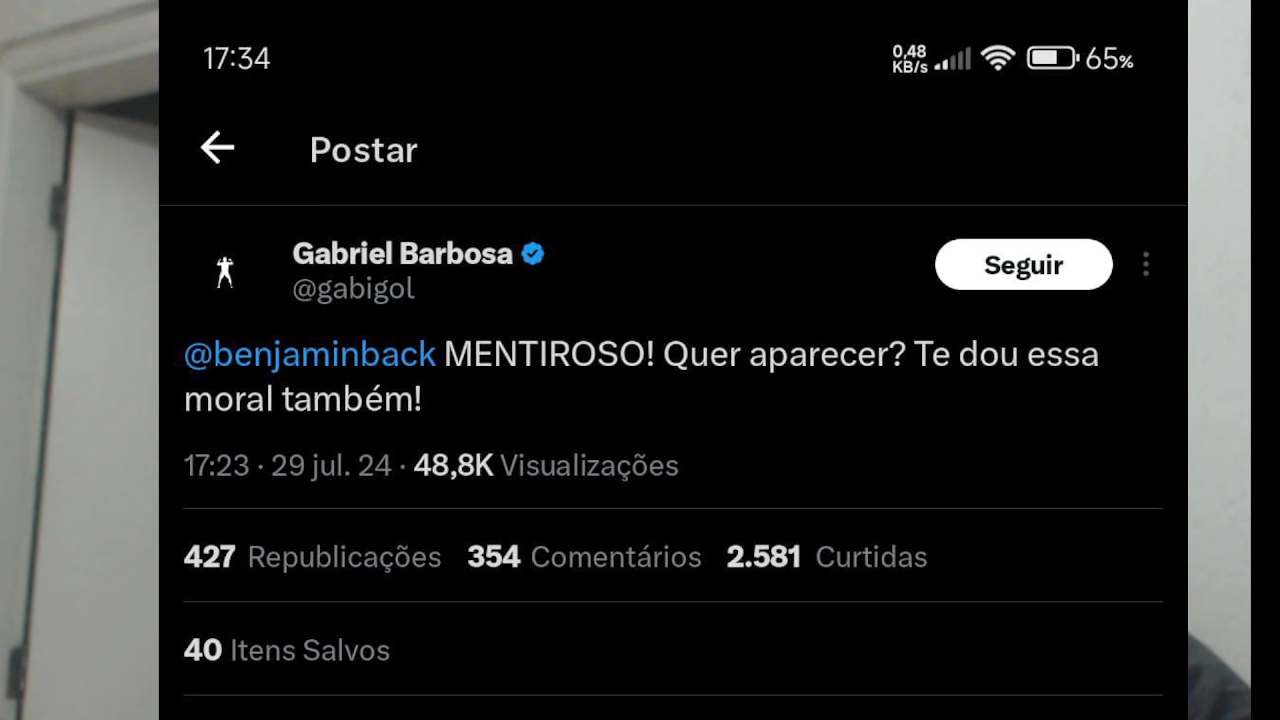 17:34
0,48 KB/s
65%
Postar
Gabriel Barbosa
@gabigol
Seguir
@benjaminback MENTIROSO! Quer aparecer? Te dou essa
moral também!
17:23 · 29 jul. 24 · 48,8K Visualizações
427 Republicações 354 Comentários 2.581 Curtidas
40 Itens Salvos